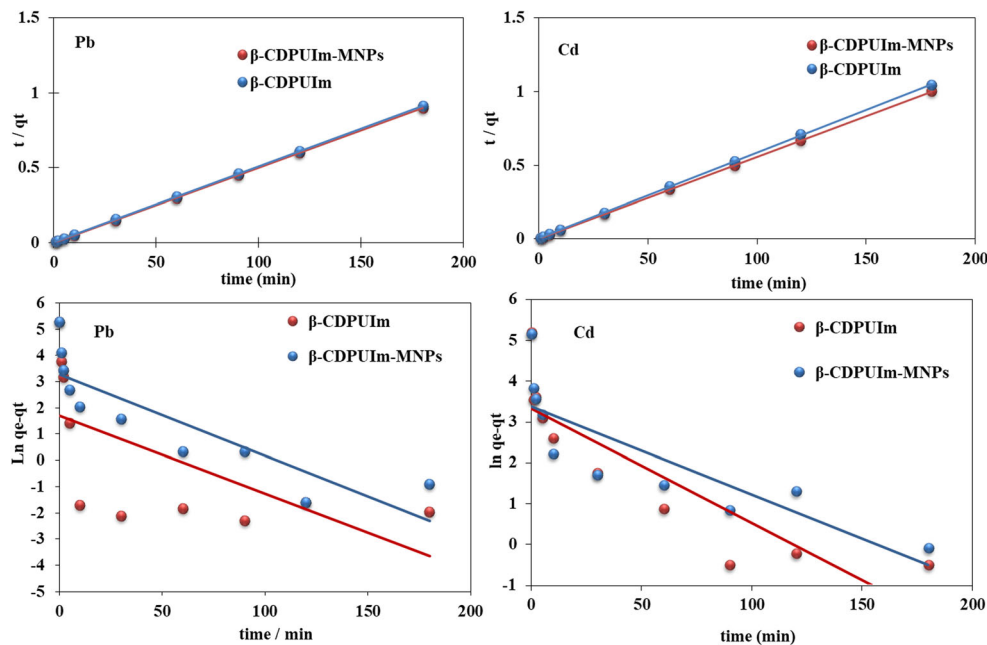 Pb
β-CDPUIm-MNPs
β-CDPUIm
t / qt
1.5
1
0.5
0
0
50
100
150
200
time (min)
Cd
β-CDPUIm-MNPs
β-CDPUIm
t / qt
1.5
1
0.5
0
0
50
100
150
200
time (min)
Pb
β-CDPUIm
β-CDPUIm-MNPs
Ln qe-qt
6
5
4
3
2
1
0
-1
-2
-3
-4
-5
0
50
100
150
200
time / min
Cd
β-CDPUIm
β-CDPUIm-MNPs
ln qe-qt
6
5
4
3
2
1
0
-1
0
50
100
150
200
time (min)